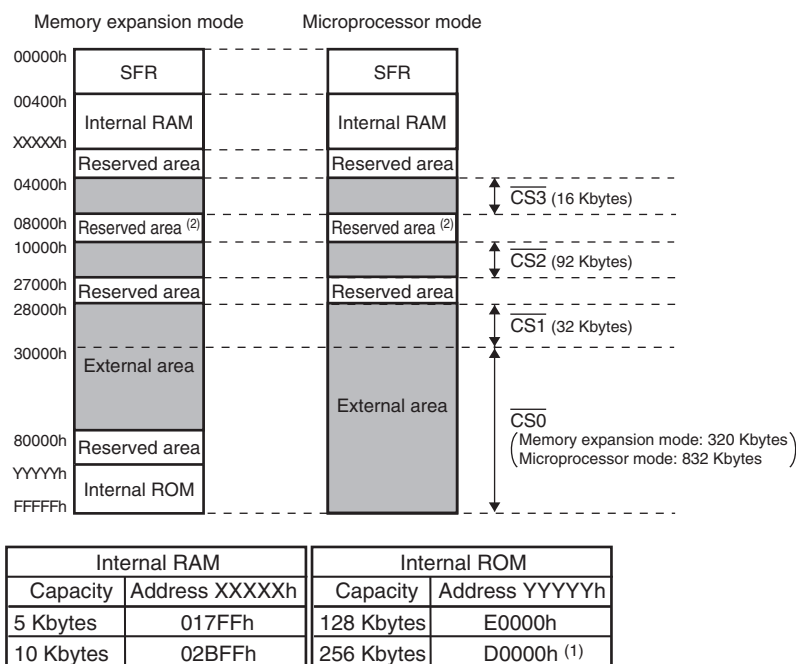 Memory expansion mode Microprocessor mode
00000h SFR SFR
00400h
Internal RAM Internal RAM
XXXXXh
Reserved area Reserved area
04000h
CS3 (16 Kbytes)
08000h Reserved area (2) Reserved area (2)
10000h
CS2 (92 Kbytes)
27000h Reserved area Reserved area
28000h
CS1 (32 Kbytes)
30000h
External area
External area
CS0
(Memory expansion mode: 320 Kbytes
Microprocessor mode: 832 Kbytes)
80000h Reserved area
YYYYYh
Internal ROM
FFFFFh
Internal RAM Internal ROM
Capacity Address XXXXXh Capacity Address YYYYYh
5 Kbytes 017FFh 128 Kbytes E0000h
10 Kbytes 02BFFh 256 Kbytes D0000h (1)